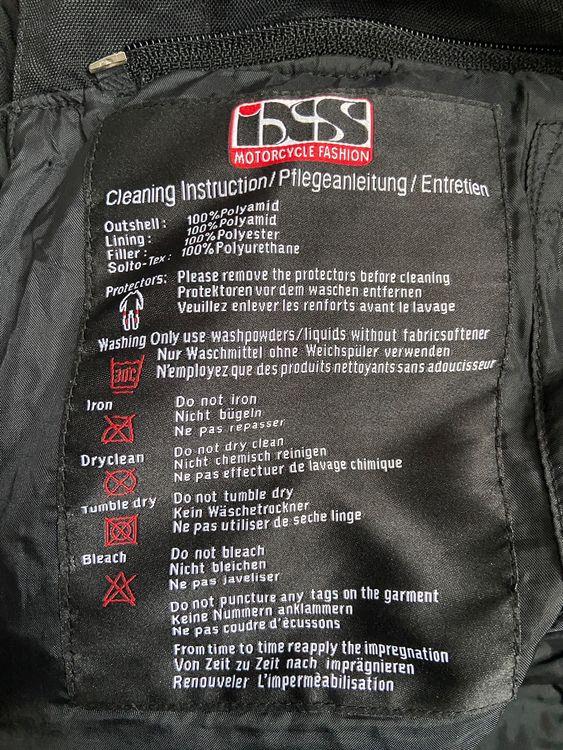 iXS
MOTORCYCLE FASHION
Cleaning Instruction/Pflegeanleitung/Entretien
Outshell: 100%Polyamid
Lining: 100%Polyamid
Filler: 100%Polyester
Solto-Tex: 100%Polyurethane
Protectors: Please remove the protectors before cleaning
Protektoren vor dem waschen entfernen
Veuillez enlever les renforts avant le lavage
Washing Only use washpowders/liquids without fabricsoftener
30C Nur Waschmittel ohne Weichspüler verwenden
N'employez que des produits nettoyants sans adoucisseur
Iron Do not iron
Nicht bügeln
Ne pas repasser
Dryclean Do not dry clean
Nicht chemisch reinigen
Ne pas effectuer de lavage chimique
Tumble dry Do not tumble dry
Kein Wäschetrockner
Ne pas utiliser de seche linge
Bleach Do not bleach
Nicht bleichen
Ne pas javeliser
Do not puncture any tags on the garment
Keine Nummern anklammern
Ne pas coudre d'ècussons
From time to time reapply the impregnation
Von Zeit zu Zeit nach imprägnieren
Renouveler L'impermèabilisation